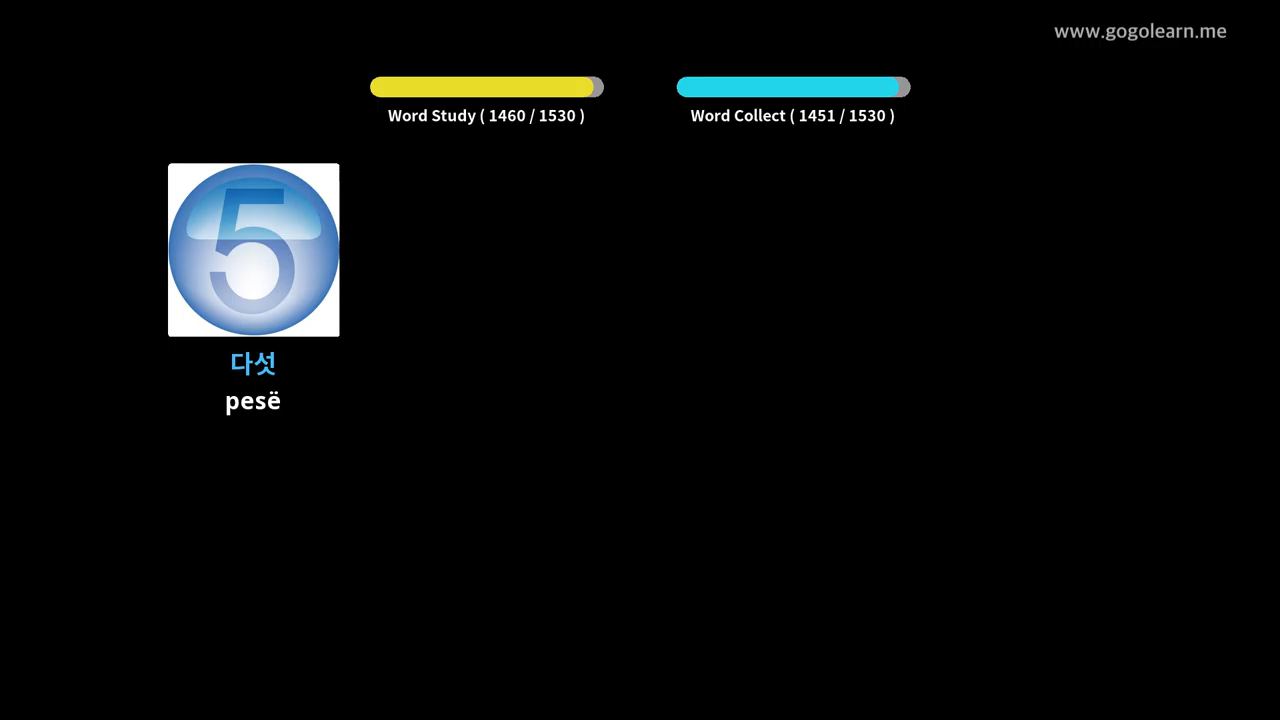 www.gogolearn.me
Word Study ( 1460 / 1530 )
Word Collect ( 1451 / 1530 )
5
다섯
pesë